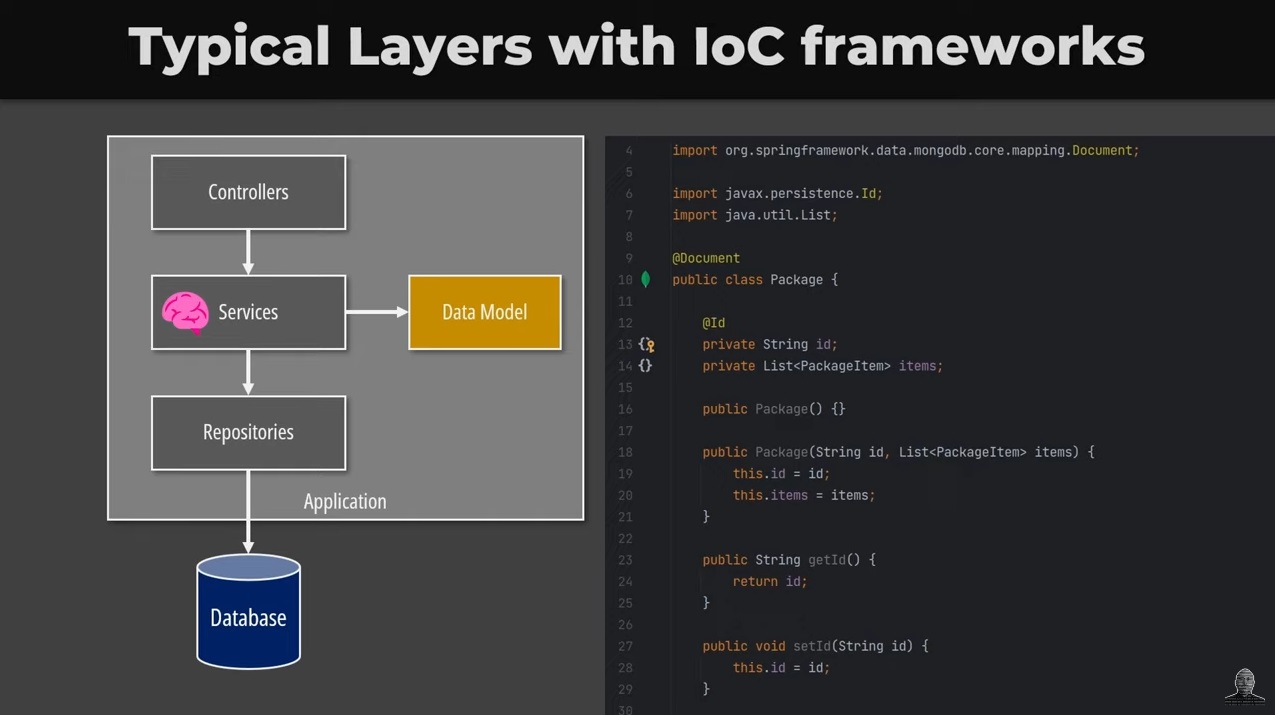 Typical Layers with IoC frameworks
Controllers
Services
Data Model
Repositories
Application
Database
4 import org.springframework.data.mongodb.core.mapping.Document;
5
6 import javax.persistence.Id;
7 import java.util.List;
8
9 @Document
10 public class Package {
11
12 @Id
13 {} private String id;
14 {} private List<PackageItem> items;
15
16 public Package() {}
17
18 public Package(String id, List<PackageItem> items) {
19 this.id = id;
20 this.items = items;
21 }
22
23 public String getId() {
24 return id;
25 }
26
27 public void setId(String id) {
28 this.id = id;
29 }
30